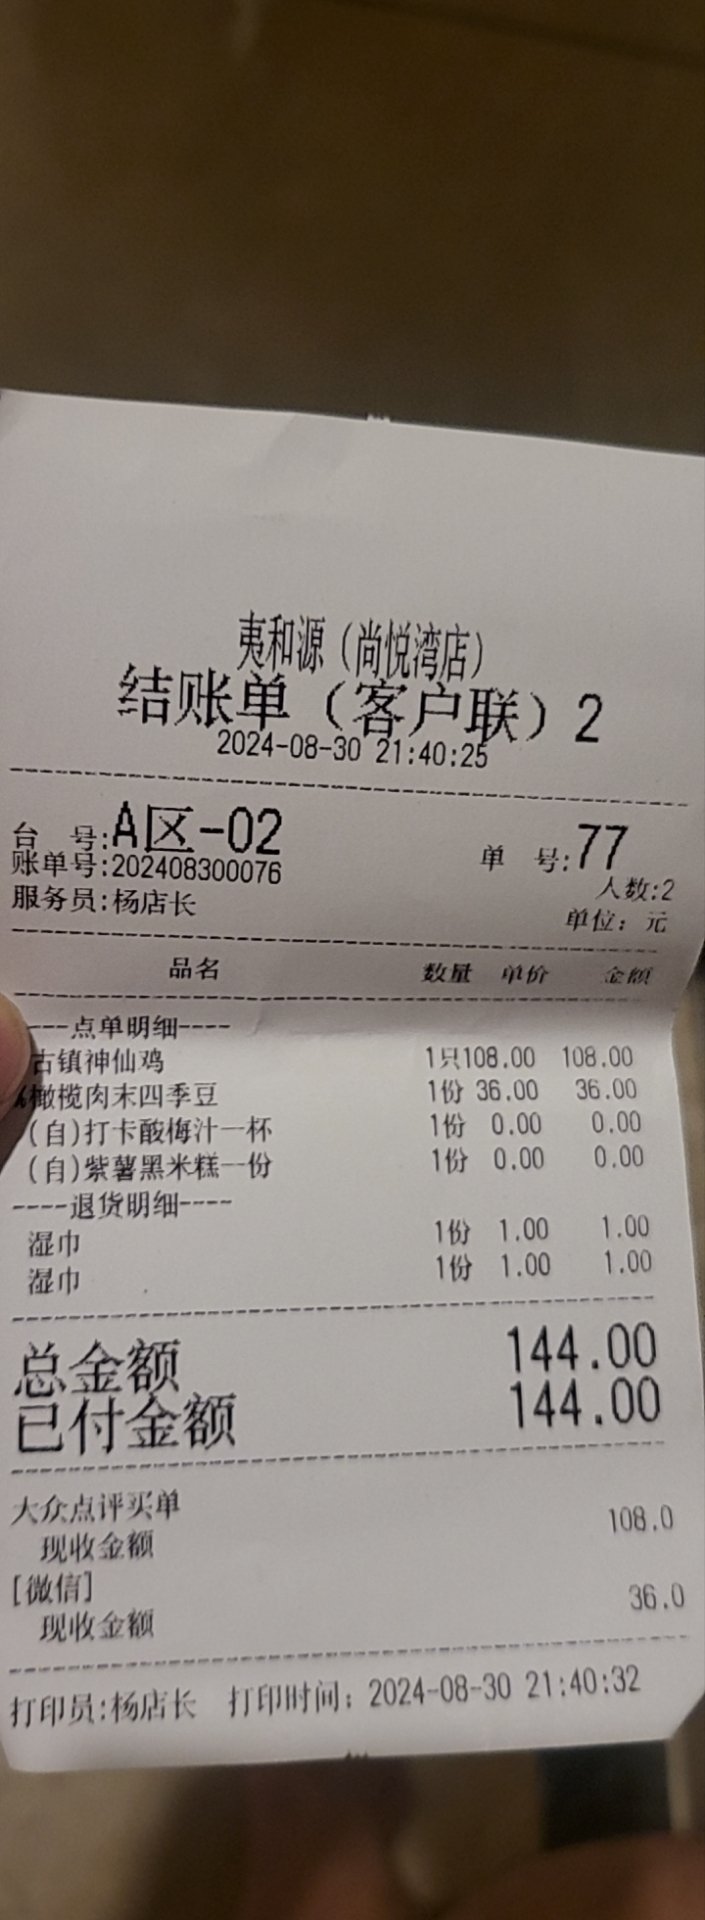 夷和源（尚悦湾店）
结账单（客户联）2
2024-08-30 21:40:25
台 号:A区-02 单 号:77
账单号:202408300076 人数:2
服务员:杨店长 单位：元
品名 数量 单价 金额
----点单明细----
古镇神仙鸡 1只108.00 108.00
橄榄肉末四季豆 1份 36.00 36.00
(自)打卡酸梅汁一杯 1份 0.00 0.00
(自)紫薯黑米糕一份 1份 0.00 0.00
----退货明细----
湿巾 1份 1.00 1.00
湿巾 1份 1.00 1.00
总金额 144.00
已付金额 144.00
大众点评买单
现收金额 108.0
[微信]
现收金额 36.0
打印员:杨店长 打印时间：2024-08-30 21:40:32